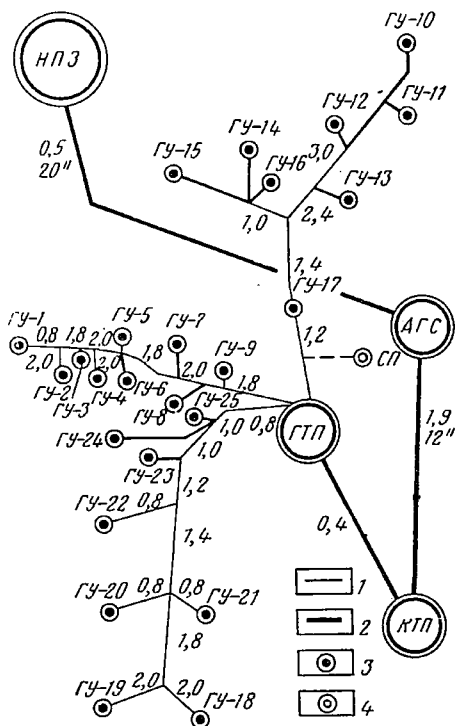 ГУ-10
НПЗ
ГУ-12
ГУ-11
ГУ-14
3,0
0,5
20"
ГУ-15
ГУ-16
ГУ-13
1,0
2,4
1,4
ГУ-17
ГУ-1
ГУ-5
ГУ-7
1,2
АГС
0,8
1,8
2,0
ГУ-9
СП
2,0
2,0
1,8
2,0
1,8
ГУ-2
ГУ-3
ГУ-4
ГУ-6
ГУ-8
ГУ-25
1,0
0,8
ГТП
1,9
12"
ГУ-24
1,0
ГУ-23
1,2
0,4
ГУ-22
0,8
1,4
ГУ-20
0,8
0,8
ГУ-21
1
2
КТП
1,8
3
ГУ-19
2,0
2,0
ГУ-18
4